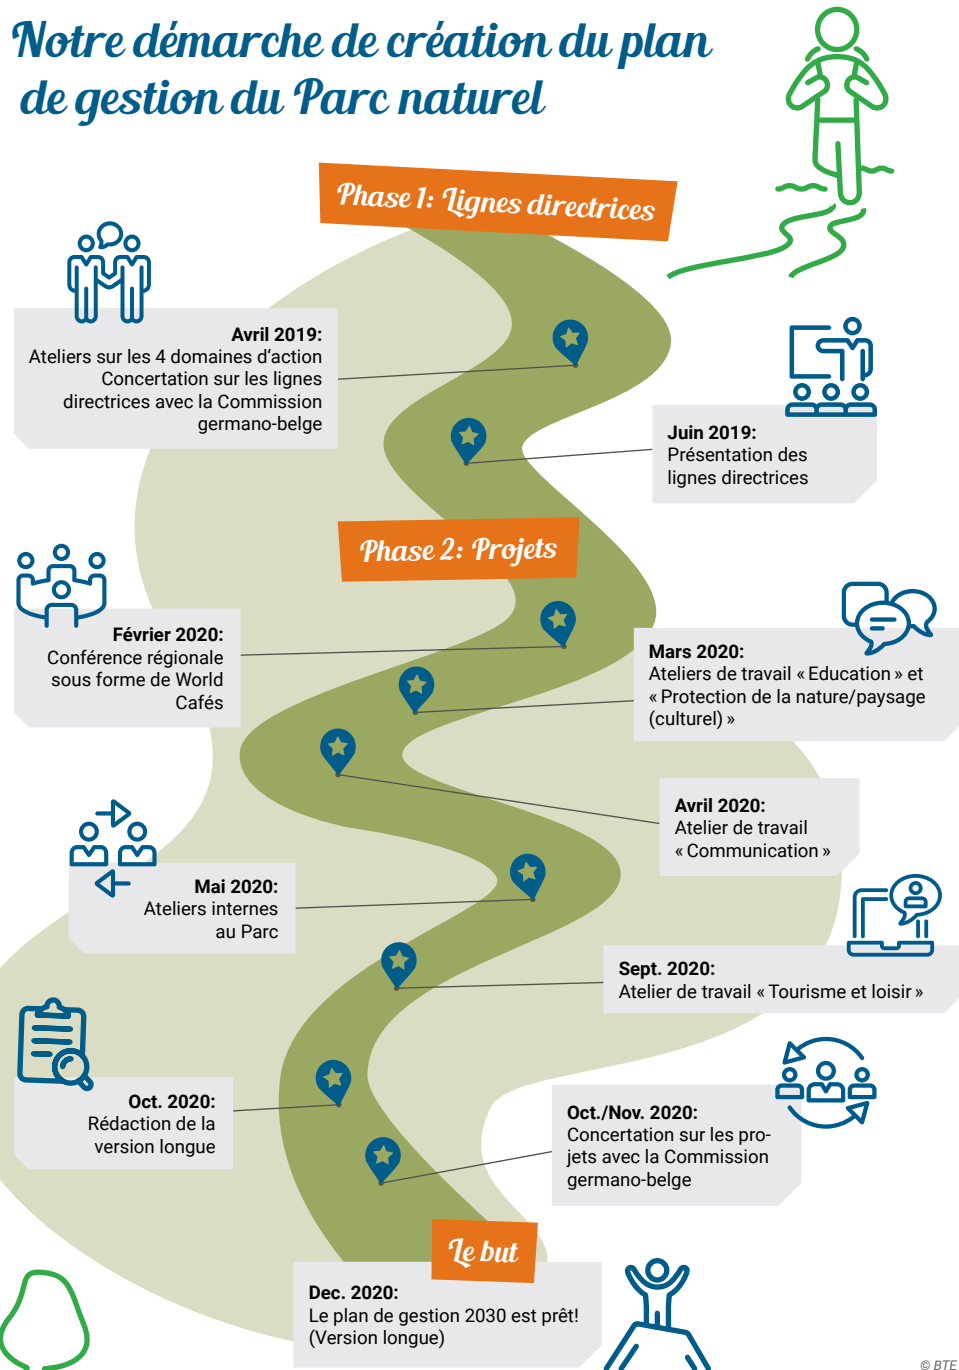 Notre démarche de création du plan
de gestion du Parc naturel
Phase 1: Lignes directrices
Avril 2019:
Ateliers sur les 4 domaines d‘action
Concertation sur les lignes
directrices avec la Commission
germano-belge
Juin 2019:
Présentation des
lignes directrices
Phase 2: Projets
Février 2020:
Conférence régionale
sous forme de World
Cafés
Mars 2020:
Ateliers de travail « Education » et
« Protection de la nature/paysage
(culturel) »
Avril 2020:
Atelier de travail
« Communication »
Mai 2020:
Ateliers internes
au Parc
Sept. 2020:
Atelier de travail « Tourisme et loisir »
Oct. 2020:
Rédaction de la
version longue
Oct./Nov. 2020:
Concertation sur les pro-
jets avec la Commission
germano-belge
Le but
Dec. 2020:
Le plan de gestion 2030 est prêt!
(Version longue)
© BTE